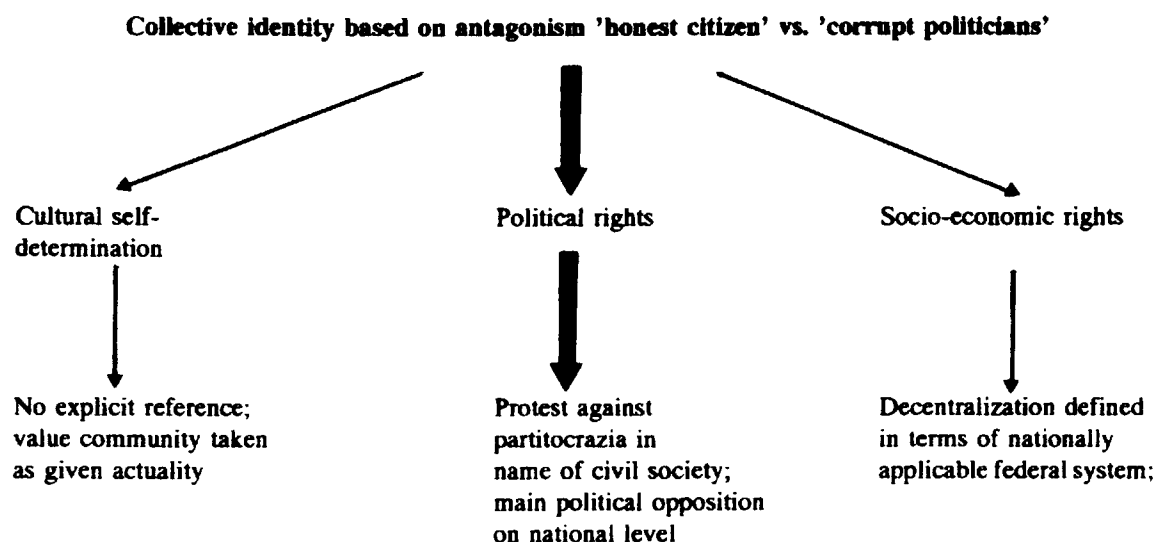 Collective identity based on antagonism 'honest citizen' vs. 'corrupt politicians'
Cultural self-
determination
Political rights
Socio-economic rights
No explicit reference;
value community taken
as given actuality
Protest against
partitocrazia in
name of civil society;
main political opposition
on national level
Decentralization defined
in terms of nationally
applicable federal system;